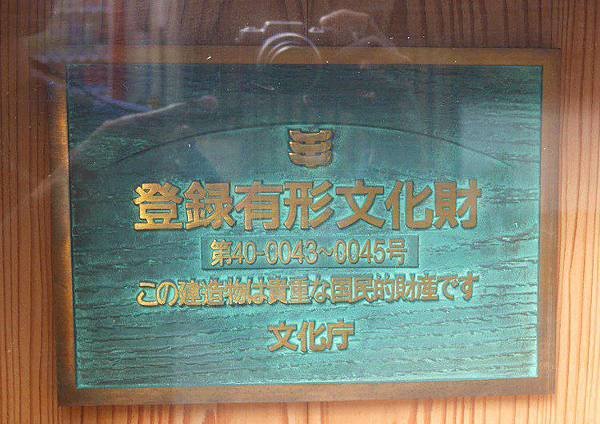 登録有形文化財
第40-0043~0045号
この建造物は貴重な国民的財産です
文化庁